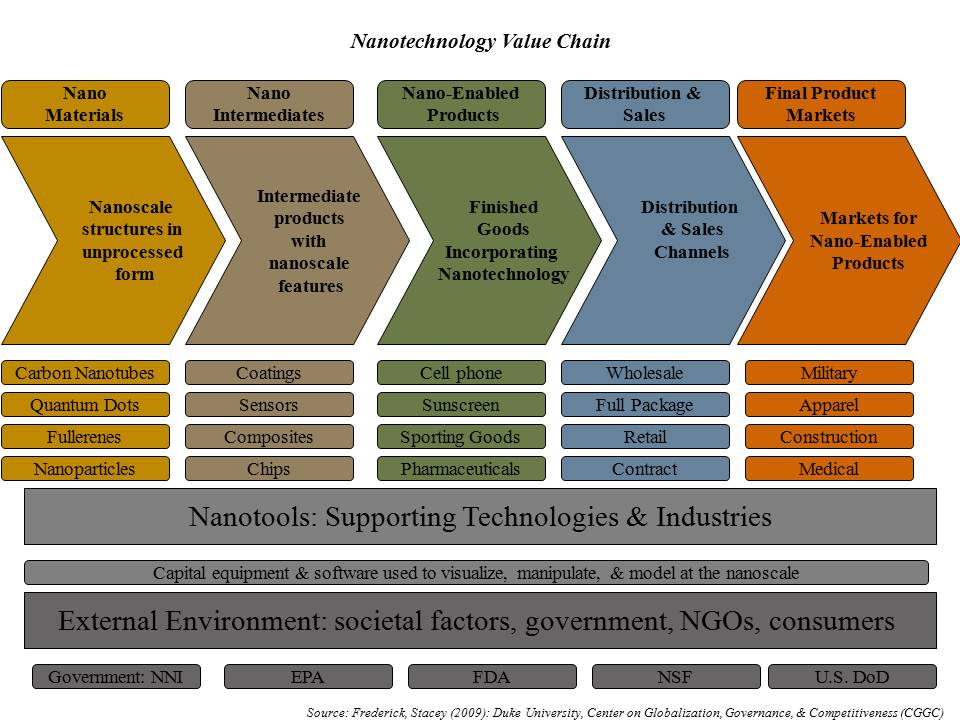 Nanotechnology Value Chain
Nano
Materials
Nano
Intermediates
Nano-Enabled
Products
Distribution &
Sales
Final Product
Markets
Nanoscale
structures in
unprocessed
form
Intermediate
products
with
nanoscale
features
Finished
Goods
Incorporating
Nanotechnology
Distribution
& Sales
Channels
Markets for
Nano-Enabled
Products
Carbon Nanotubes
Coatings
Cell phone
Wholesale
Military
Quantum Dots
Sensors
Sunscreen
Full Package
Apparel
Fullerenes
Composites
Sporting Goods
Retail
Construction
Nanoparticles
Chips
Pharmaceuticals
Contract
Medical
Nanotools: Supporting Technologies & Industries
Capital equipment & software used to visualize, manipulate, & model at the nanoscale
External Environment: societal factors, government, NGOs, consumers
Government: NNI
EPA
FDA
NSF
U.S. DoD
Source: Frederick, Stacey (2009): Duke University, Center on Globalization, Governance, & Competitiveness (CGGC)